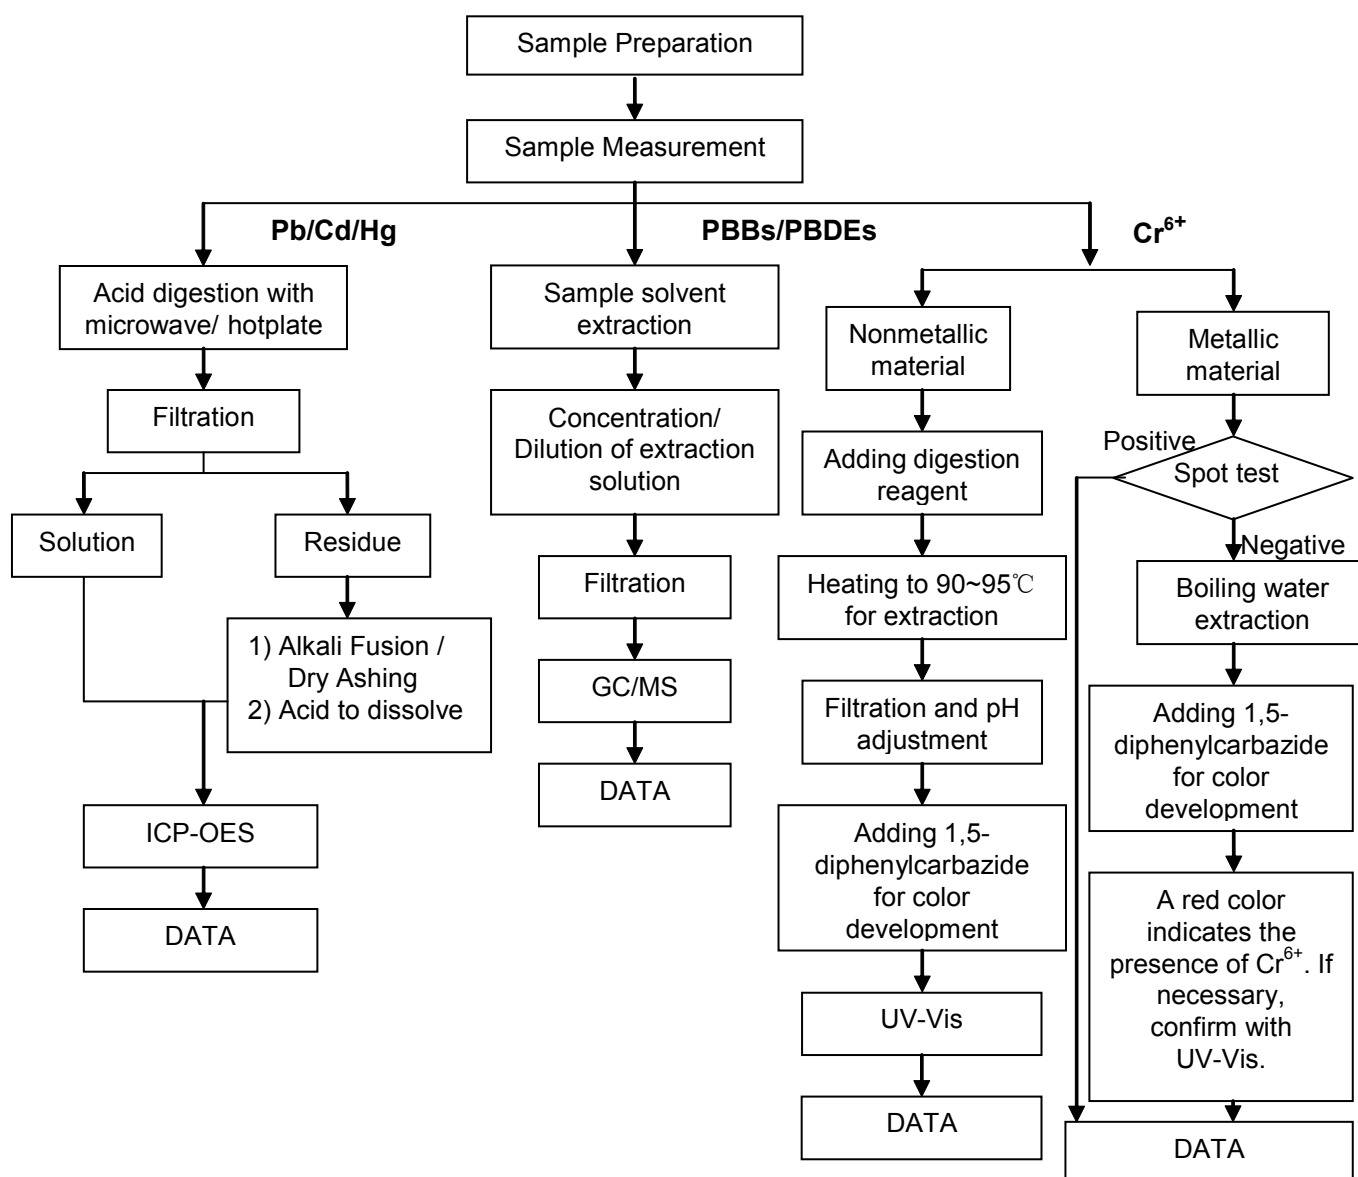 Sample Preparation
Sample Measurement
Pb/Cd/Hg
PBBs/PBDEs
Cr⁶⁺
Acid digestion with
microwave/ hotplate
Filtration
Solution
Residue
1) Alkali Fusion /
Dry Ashing
2) Acid to dissolve
ICP-OES
DATA
Sample solvent
extraction
Concentration/
Dilution of extraction
solution
Filtration
GC/MS
DATA
Nonmetallic
material
Adding digestion
reagent
Heating to 90~95℃
for extraction
Filtration and pH
adjustment
Adding 1,5-
diphenylcarbazide
for color
development
UV-Vis
DATA
Metallic
material
Positive
Spot test
Negative
Boiling water
extraction
Adding 1,5-
diphenylcarbazide
for color
development
A red color
indicates the
presence of Cr⁶⁺. If
necessary,
confirm with
UV-Vis.
DATA